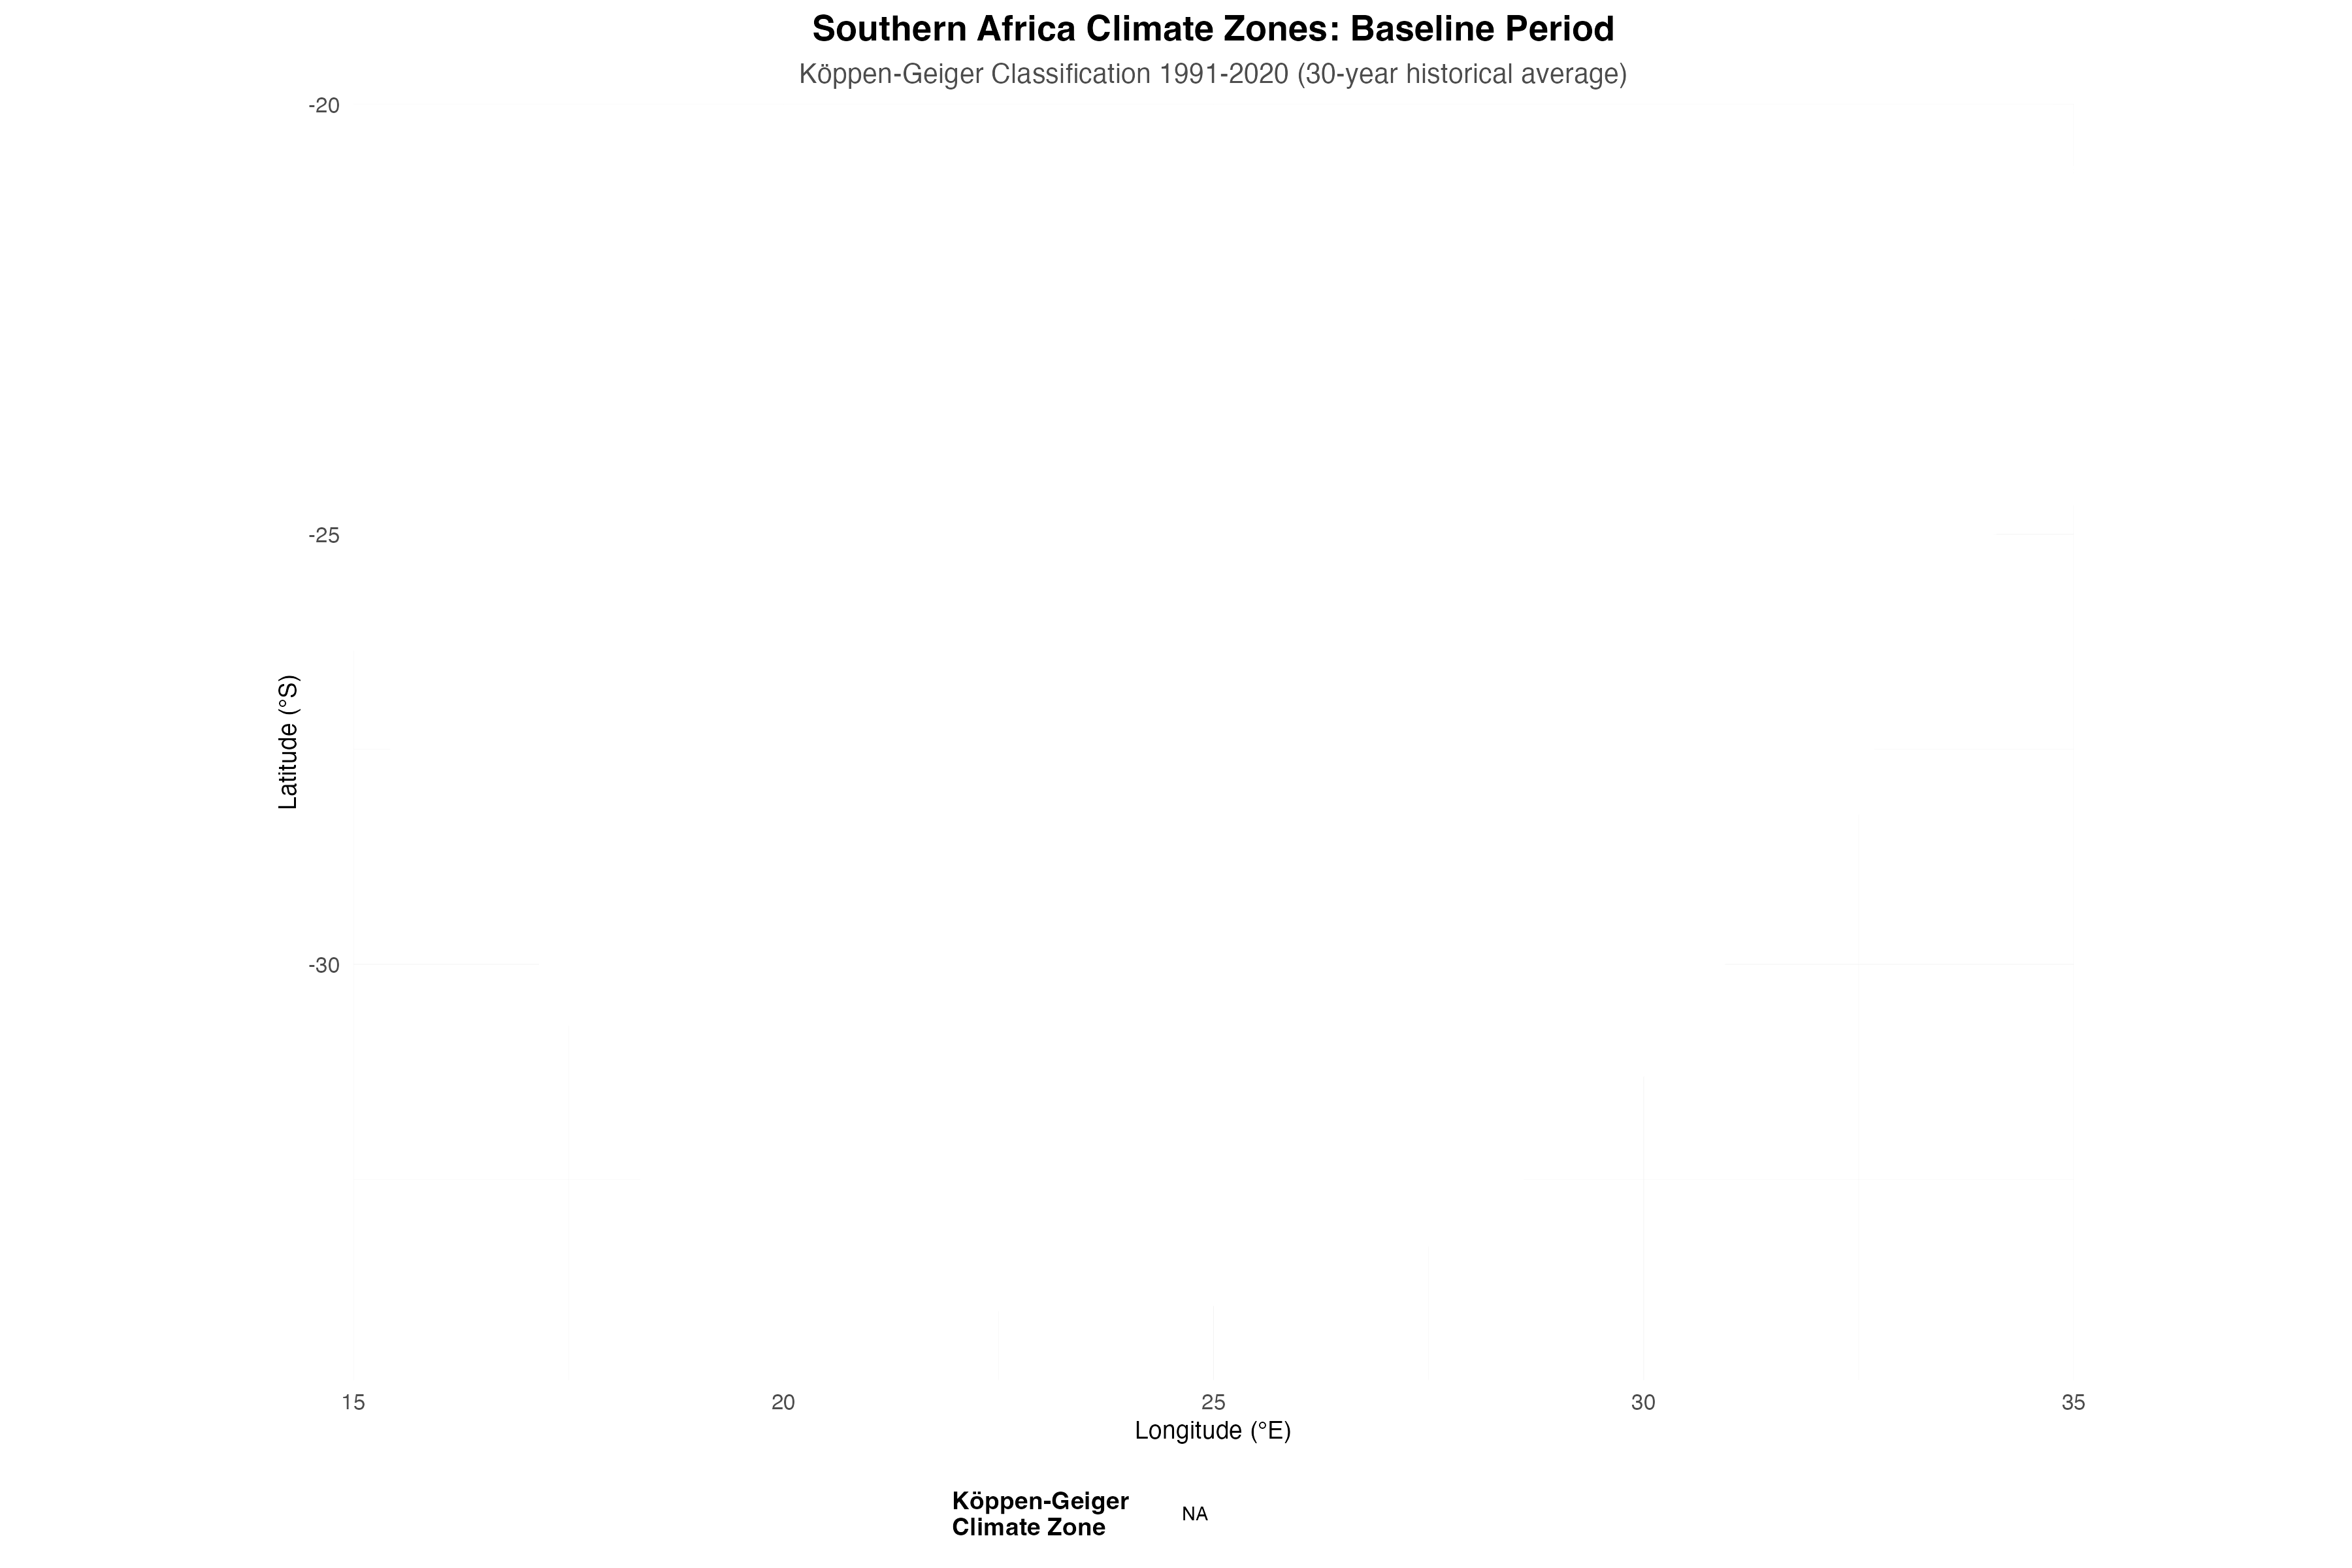 Southern Africa Climate Zones: Baseline Period
Köppen-Geiger Classification 1991-2020 (30-year historical average)
-20
-25
-30
Latitude (°S)
15
20
25
30
35
Longitude (°E)
Köppen-Geiger
Climate Zone
NA